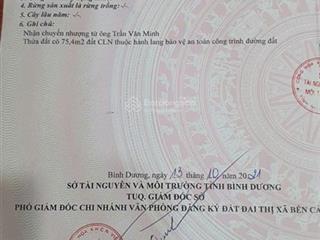 4. Rừng sản xuất là rừng trồng: -/-.
5. Cây lâu năm: -/-.
6. Ghi chú:
Nhận chuyển nhượng từ ông Trần Văn Minh
Thửa đất có 75,4m2 đất CLN thuộc hành lang bảo vệ an toàn công trình đường đất
Bình Dương, ngày 13 tháng 10 năm 2021
SỞ TÀI NGUYÊN VÀ MÔI TRƯỜNG TỈNH BÌNH DƯƠNG
TUQ. GIÁM ĐỐC SỞ
PHÓ GIÁM ĐỐC CHI NHÁNH VĂN PHÒNG ĐĂNG KÝ ĐẤT ĐAI THỊ XÃ BẾN CÁ